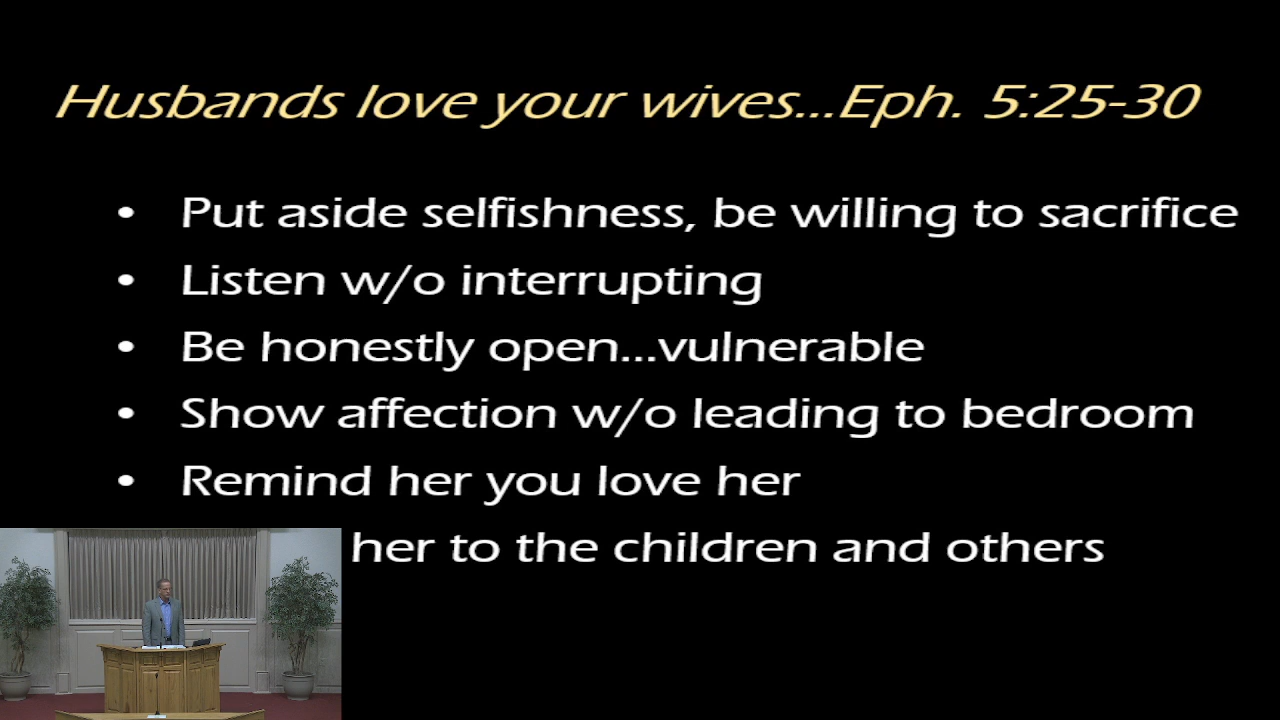 Husbands love your wives...Eph. 5:25-30
• Put aside selfishness, be willing to sacrifice
• Listen w/o interrupting
• Be honestly open...vulnerable
• Show affection w/o leading to bedroom
• Remind her you love her
her to the children and others